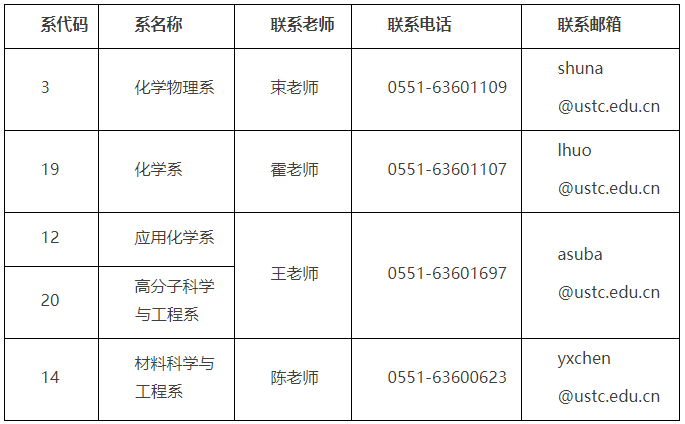 系代码 系名称 联系老师 联系电话 联系邮箱
3 化学物理系 束老师 0551-63601109 shuna
@ustc.edu.cn
19 化学系 霍老师 0551-63601107 lhuo
@ustc.edu.cn
12 应用化学系 王老师 0551-63601697 asuba
@ustc.edu.cn
20 高分子科学
与工程系
14 材料科学与
工程系 陈老师 0551-63600623 yxchen
@ustc.edu.cn